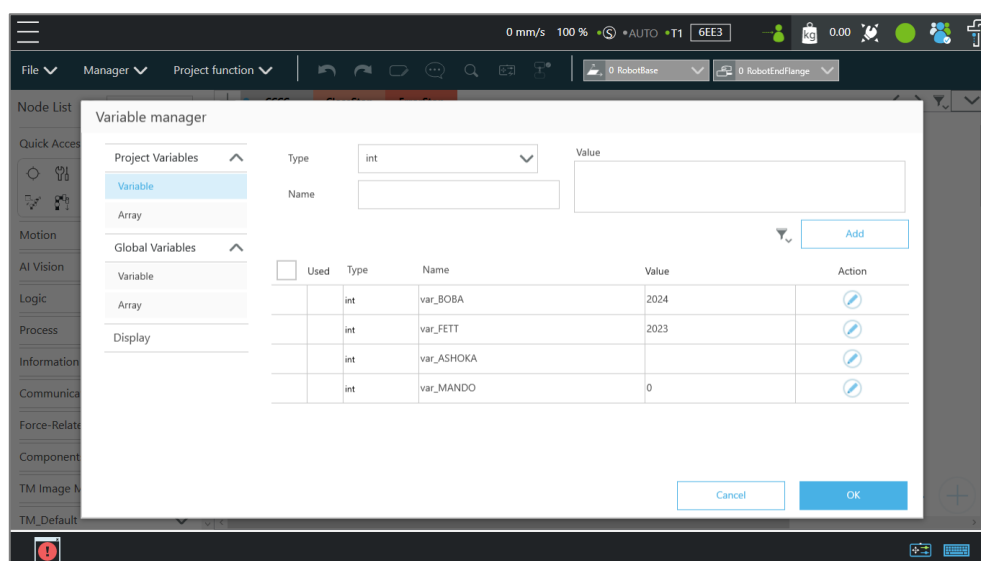 0 mm/s 100 % S AUTO T1 6EE3 kg 0.00
File Manager Project function 0 RobotBase 0 RobotEndFlange
Node List
Variable manager
Quick Acces
Project Variables
Type int Value
Variable
Name
Array
Motion
Global Variables
Add
AI Vision
Variable
Used Type Name Value Action
Logic
Array
int var_BOBA 2024
Process
Display
int var_FETT 2023
Information
int var_ASHOKA
Communica
int var_MANDO 0
Force-Relate
Component
TM Image M
Cancel OK
TM_Default